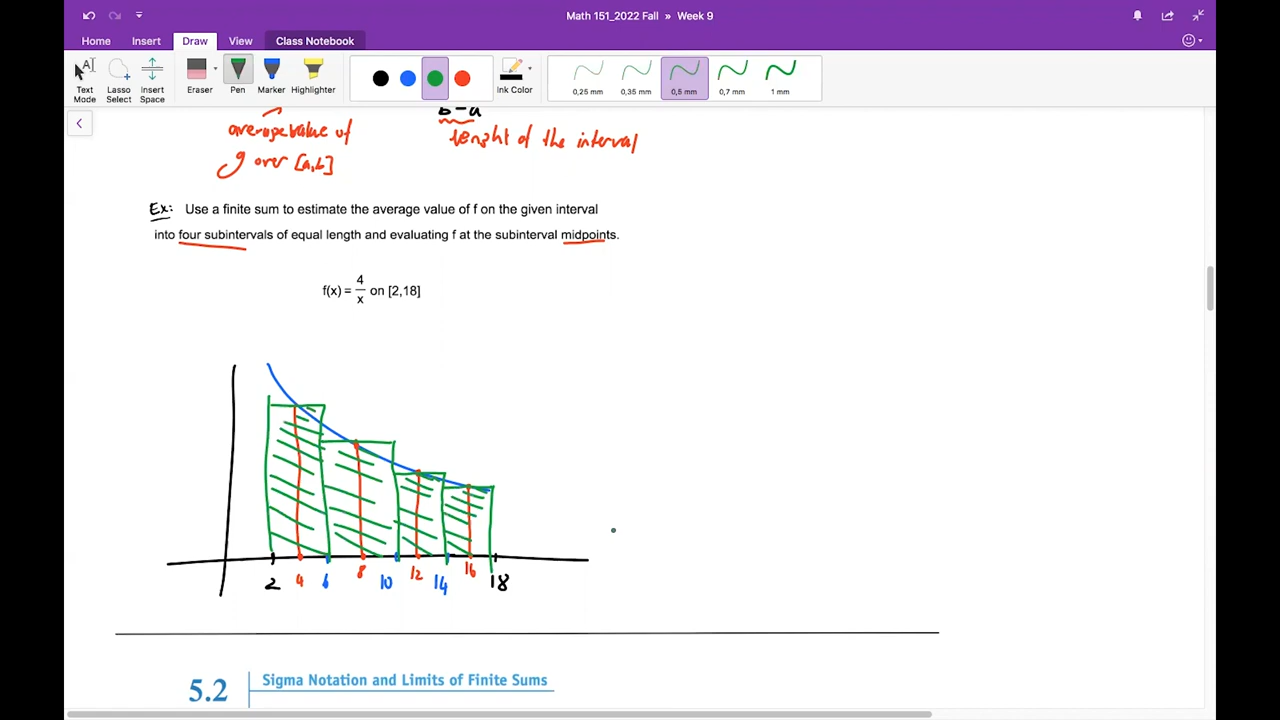 Math 151_2022 Fall » Week 9
Home Insert Draw View Class Notebook
Text Mode
Lasso Select
Insert Space
Eraser
Pen
Marker
Highlighter
Ink Color
0,25 mm
0,35 mm
0,5 mm
0,7 mm
1 mm
b-a
average value of
g over [a,b]
lenght of the interval
Ex: Use a finite sum to estimate the average value of f on the given interval
into four subintervals of equal length and evaluating f at the subinterval midpoints.
f(x) = 4/x on [2,18]
2 4 6 8 10 12 14 16 18
5.2 Sigma Notation and Limits of Finite Sums